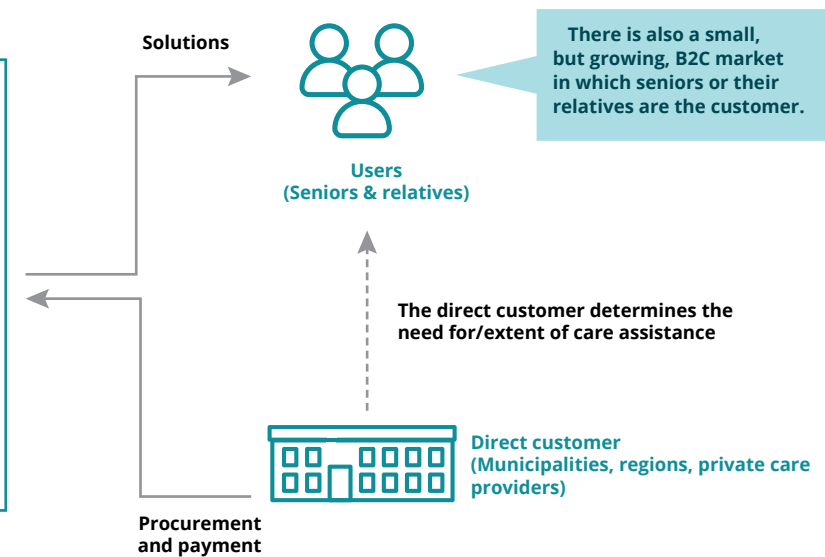 Solutions
There is also a small,
but growing, B2C market
in which seniors or their
relatives are the customer.
Users
(Seniors & relatives)
The direct customer determines the
need for/extent of care assistance
Direct customer
(Municipalities, regions, private care
providers)
Procurement
and payment